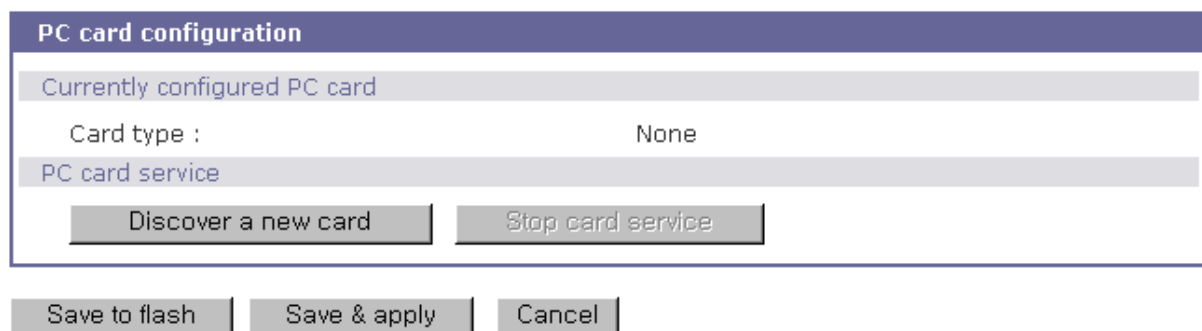 PC card configuration
Currently configured PC card
Card type : None
PC card service
Discover a new card Stop card service
Save to flash Save & apply Cancel